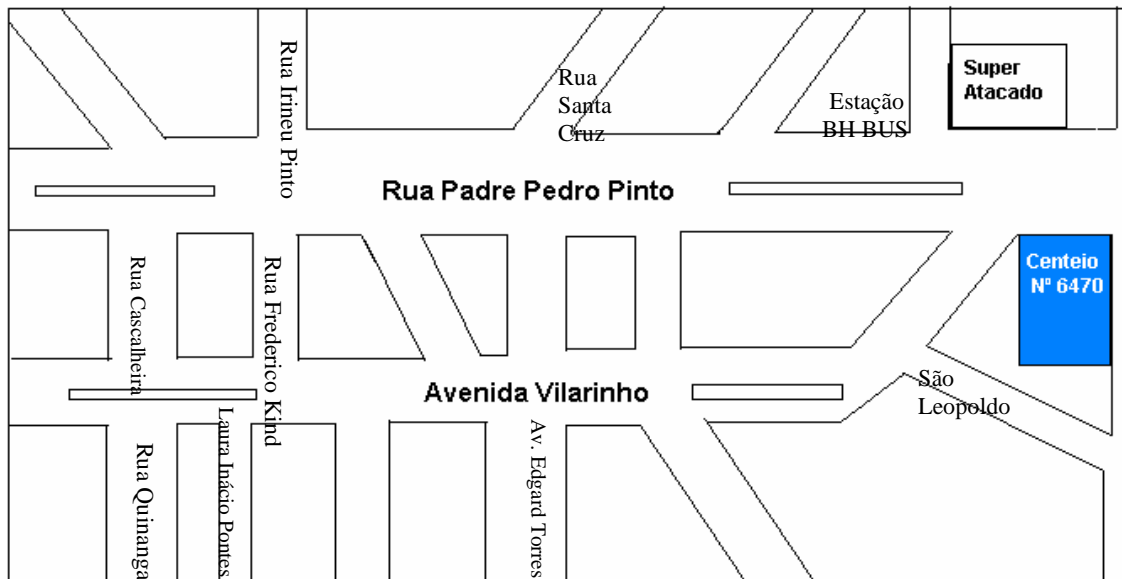 Rua Irineu Pinto
Rua
Santa
Cruz
Estação
BH BUS
Super
Atacado
Rua Padre Pedro Pinto
Centeio
Nº 6470
Rua Cascalheira
Rua Frederico Kind
Avenida Vilarinho
São
Leopoldo
Rua Quinanga
Laura Inácio Pontes
Av. Edgard Torres